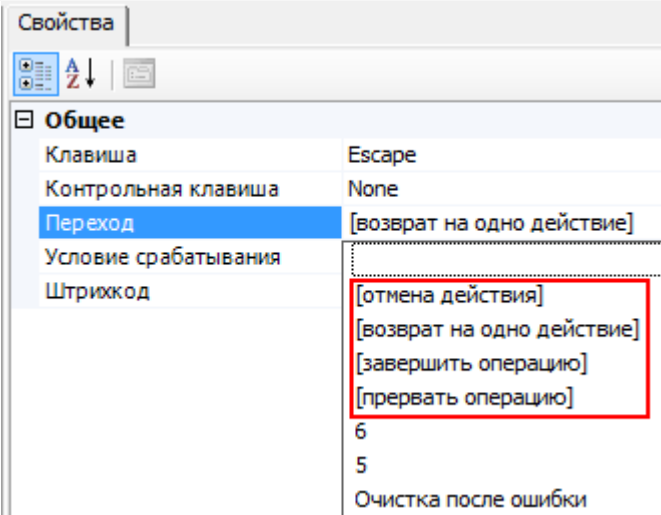 Свойства
Общее
Клавиша Escape
Контрольная клавиша None
Переход [возврат на одно действие]
Условие срабатывания
Штрихкод [отмена действия]
[возврат на одно действие]
[завершить операцию]
[прервать операцию]
6
5
Очистка после ошибки